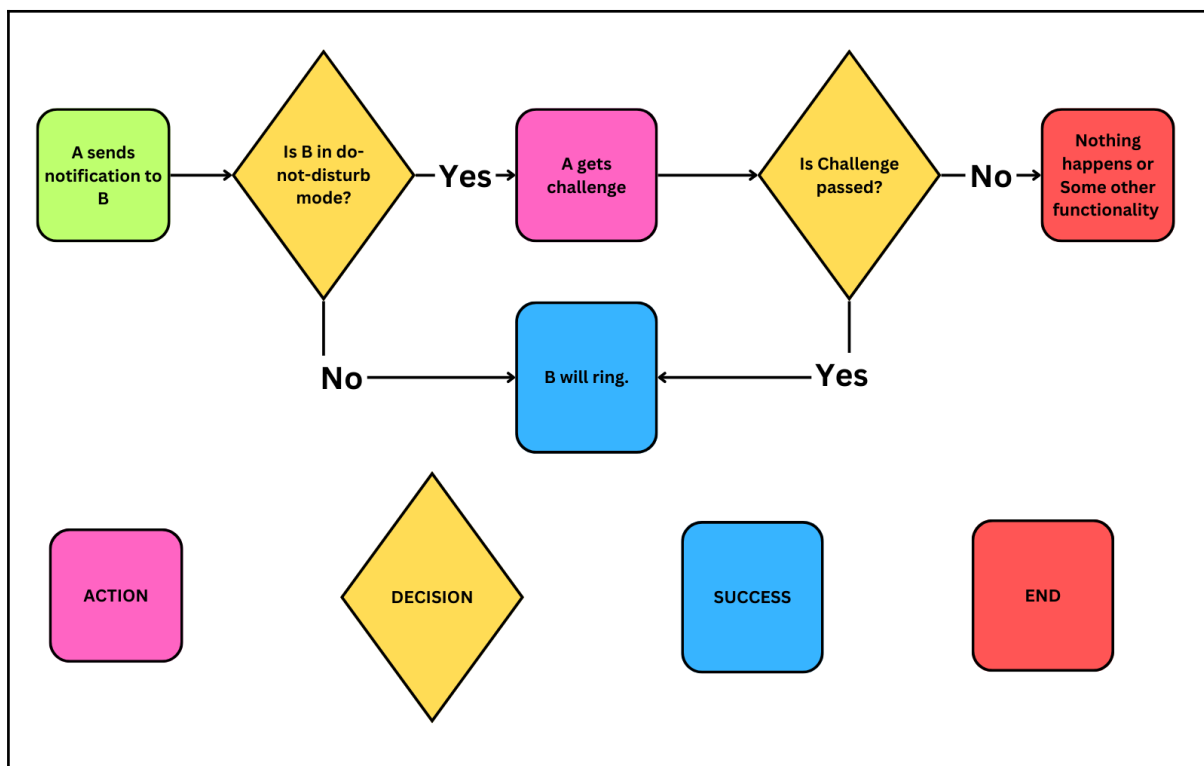 A sends
notification to
B
Is B in do-
not-disturb
mode?
Yes
A gets
challenge
Is Challenge
passed?
No
Nothing
happens or
Some other
functionality
No
B will ring.
Yes
ACTION
DECISION
SUCCESS
END